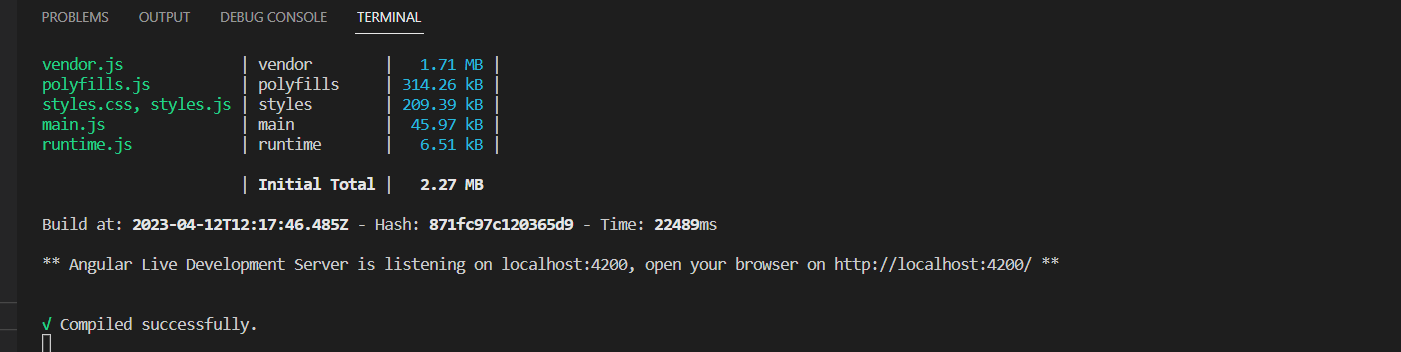 PROBLEMS OUTPUT DEBUG CONSOLE TERMINAL
vendor.js | vendor | 1.71 MB |
polyfills.js | polyfills | 314.26 kB |
styles.css, styles.js | styles | 209.39 kB |
main.js | main | 45.97 kB |
runtime.js | runtime | 6.51 kB |
| Initial Total | 2.27 MB
Build at: 2023-04-12T12:17:46.485Z - Hash: 871fc97c120365d9 - Time: 22489ms
** Angular Live Development Server is listening on localhost:4200, open your browser on http://localhost:4200/ **
√ Compiled successfully.